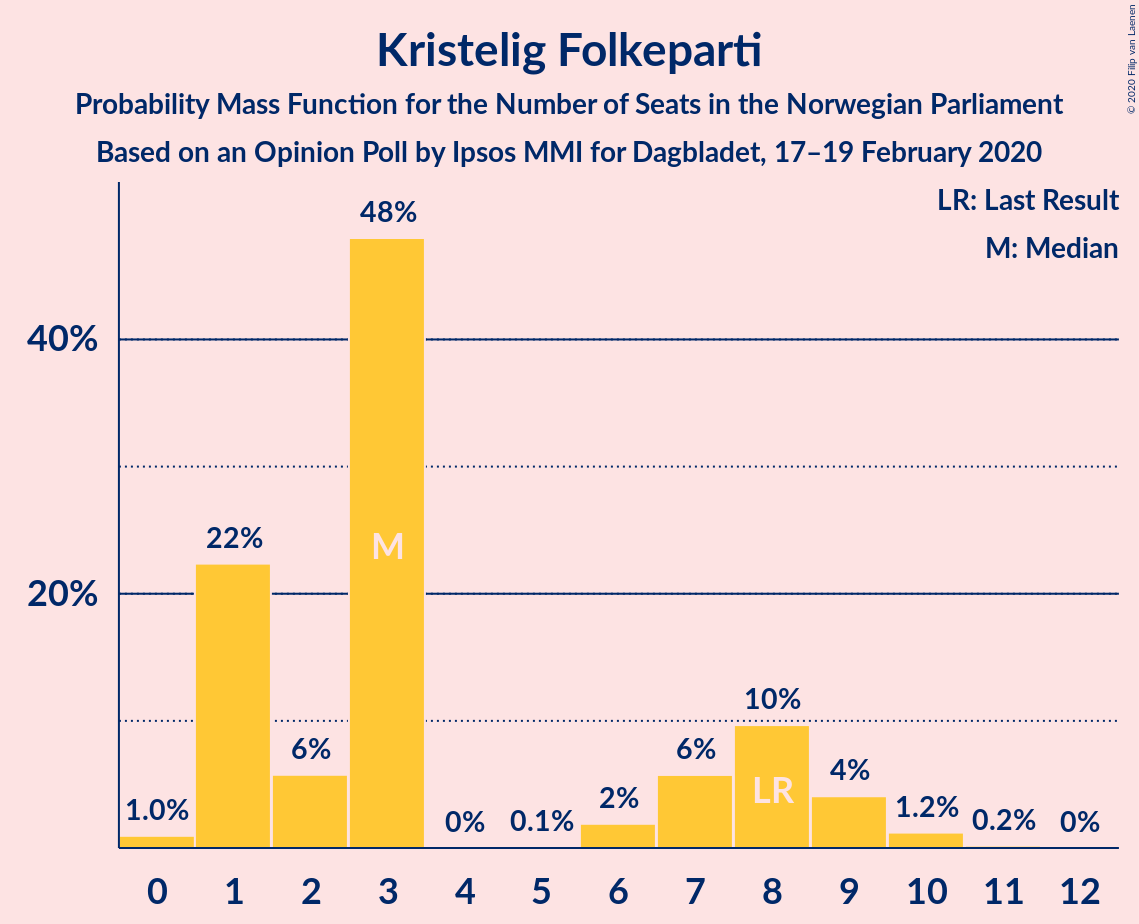 Kristelig Folkeparti
Probability Mass Function for the Number of Seats in the Norwegian Parliament
Based on an Opinion Poll by Ipsos MMI for Dagbladet, 17–19 February 2020
© 2020 Filip van Laenen
LR: Last Result
M: Median
40%
20%
1.0%
22%
6%
48%
M
0%
0.1%
2%
6%
10%
LR
4%
1.2%
0.2%
0%
0 1 2 3 4 5 6 7 8 9 10 11 12